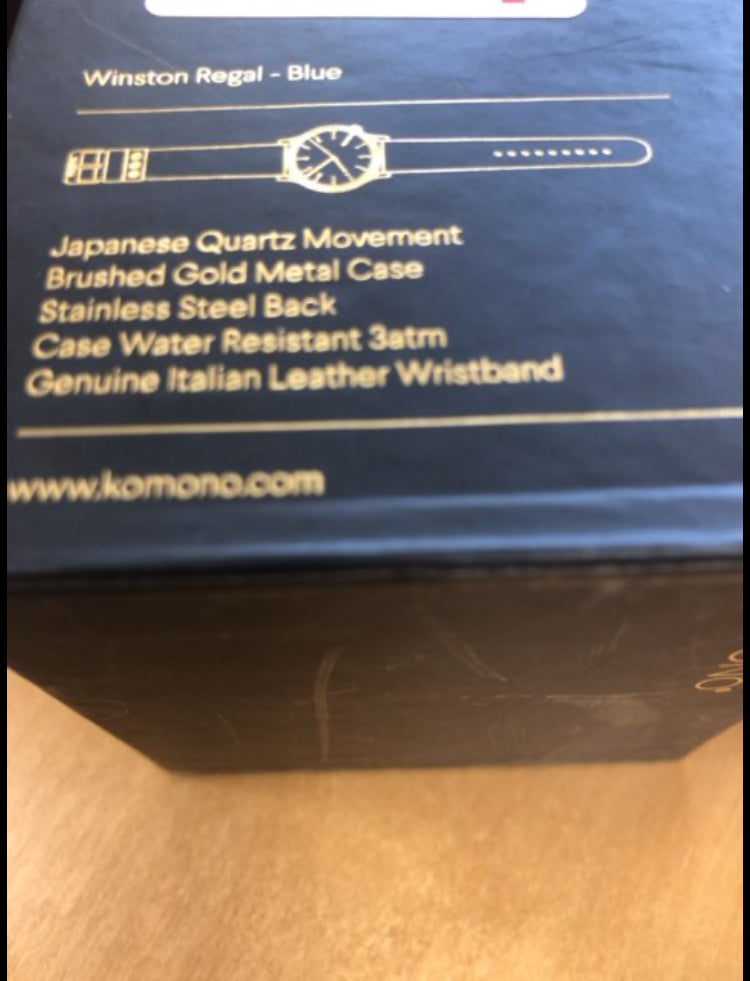 Winston Regal - Blue
Japanese Quartz Movement
Brushed Gold Metal Case
Stainless Steel Back
Case Water Resistant 3atm
Genuine Italian Leather Wristband
www.komono.com